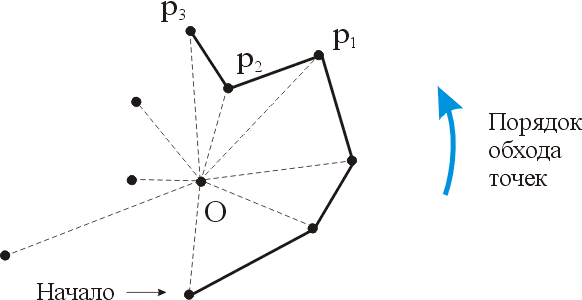 p3
p1
p2
Порядок
обхода
точек
O
Начало